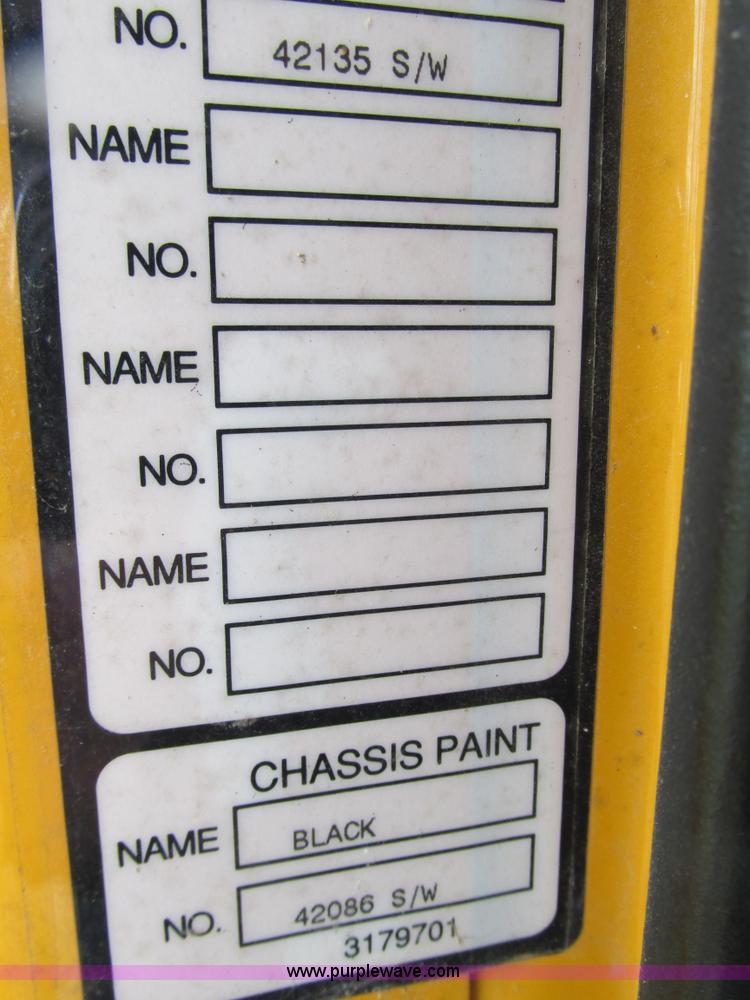 NO. 42135 S/W
NAME
NO.
NAME
NO.
NAME
NO.
CHASSIS PAINT
NAME BLACK
NO. 42086 S/W
3179701
www.purplewave.com